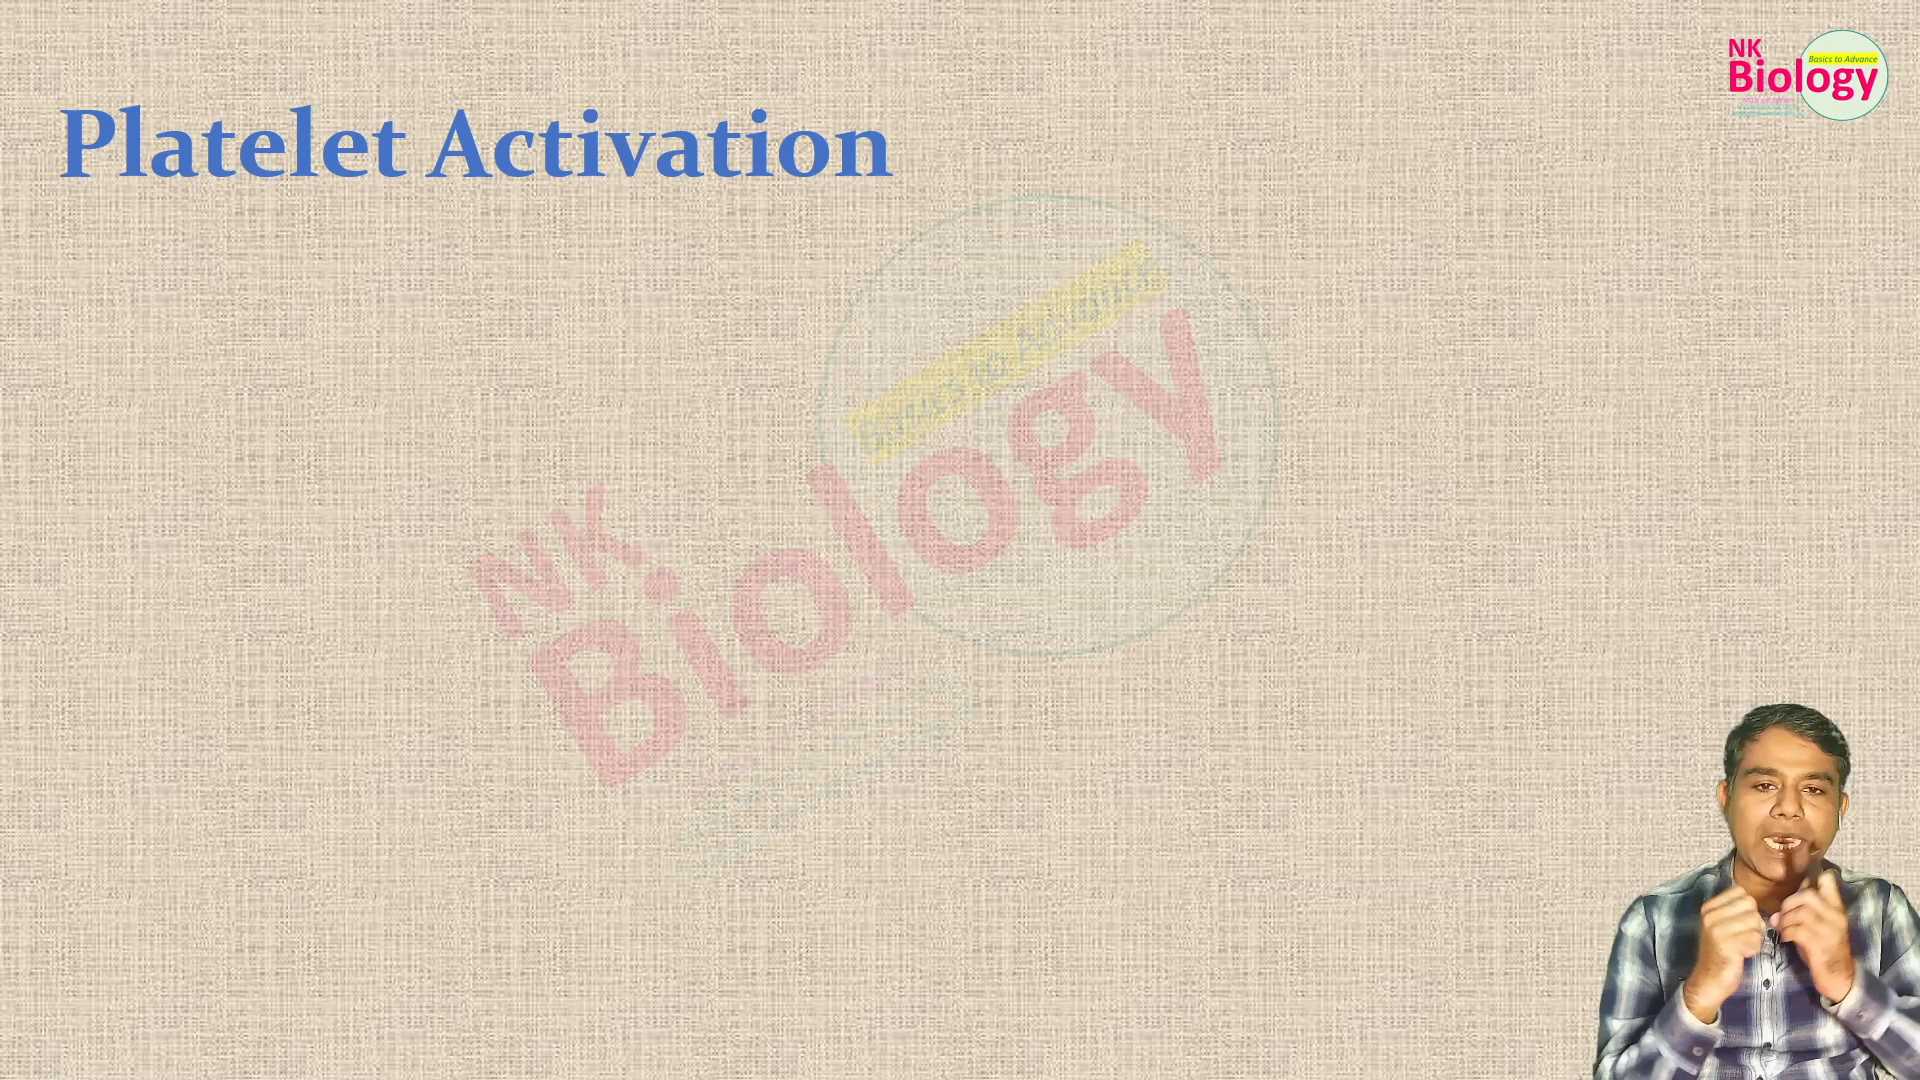 Platelet Activation
NK
Basics to Advance
Biology
Basics to Advance
NK
Biology